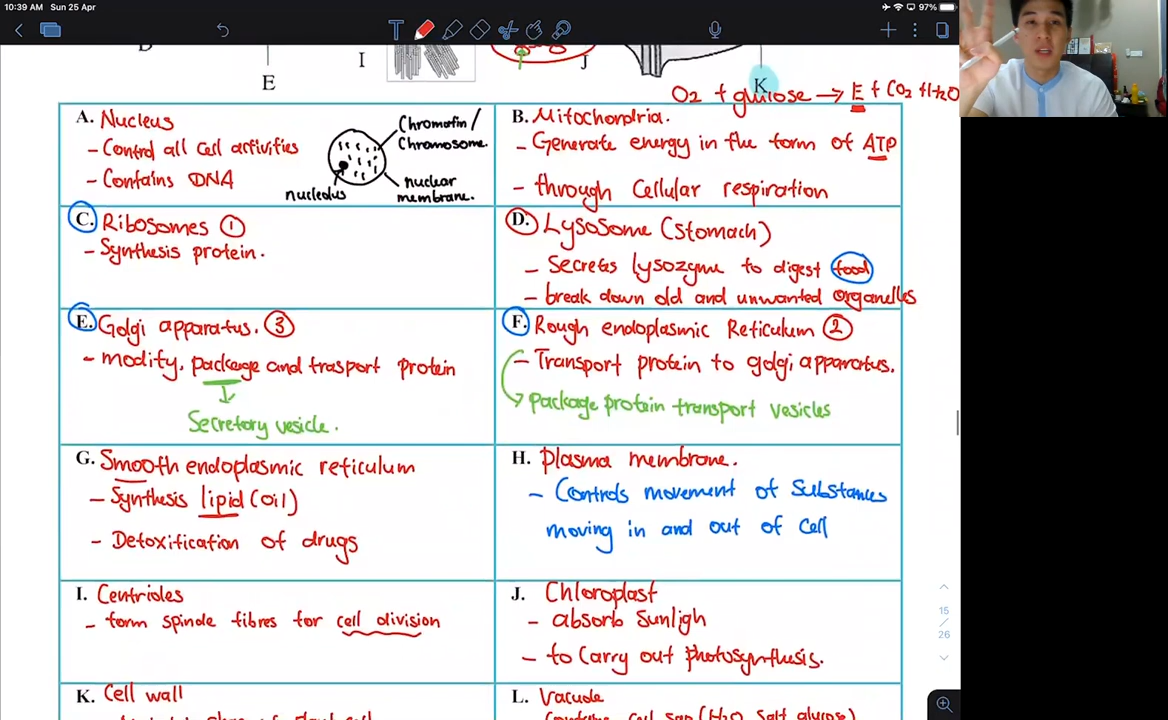 10:39 AM Sun 25 Apr
97%
E
I
J
K
O2 + glucose → E + CO2 + H2O
A. Nucleus
- Control all cell activities
- Contains DNA
Chromatin /
Chromosome.
nucleolus
nuclear
membrane.
B. Mitochondria.
- Generate energy in the form of ATP
- through Cellular respiration
C. Ribosomes ①
- Synthesis protein.
D. Lysosome (stomach)
- Secretes lysozyme to digest food
- break down old and unwanted organelles
E. Golgi apparatus. ③
- modify, package and trasport protein
↓
Secretory vesicle.
F. Rough endoplasmic Reticulum ②
- Transport protein to golgi apparatus.
→ package protein transport vesicles
G. Smooth endoplasmic reticulum
- Synthesis lipid (oil)
- Detoxification of drugs
H. plasma membrane.
- Controls movement of Substances
moving in and out of Cell
I. Centrioles
- form spindle fibres for cell division
J. Chloroplast
- absorb Sunligh
- to Carry out photosynthesis.
K. Cell wall
L. Vacuole
15
/
26